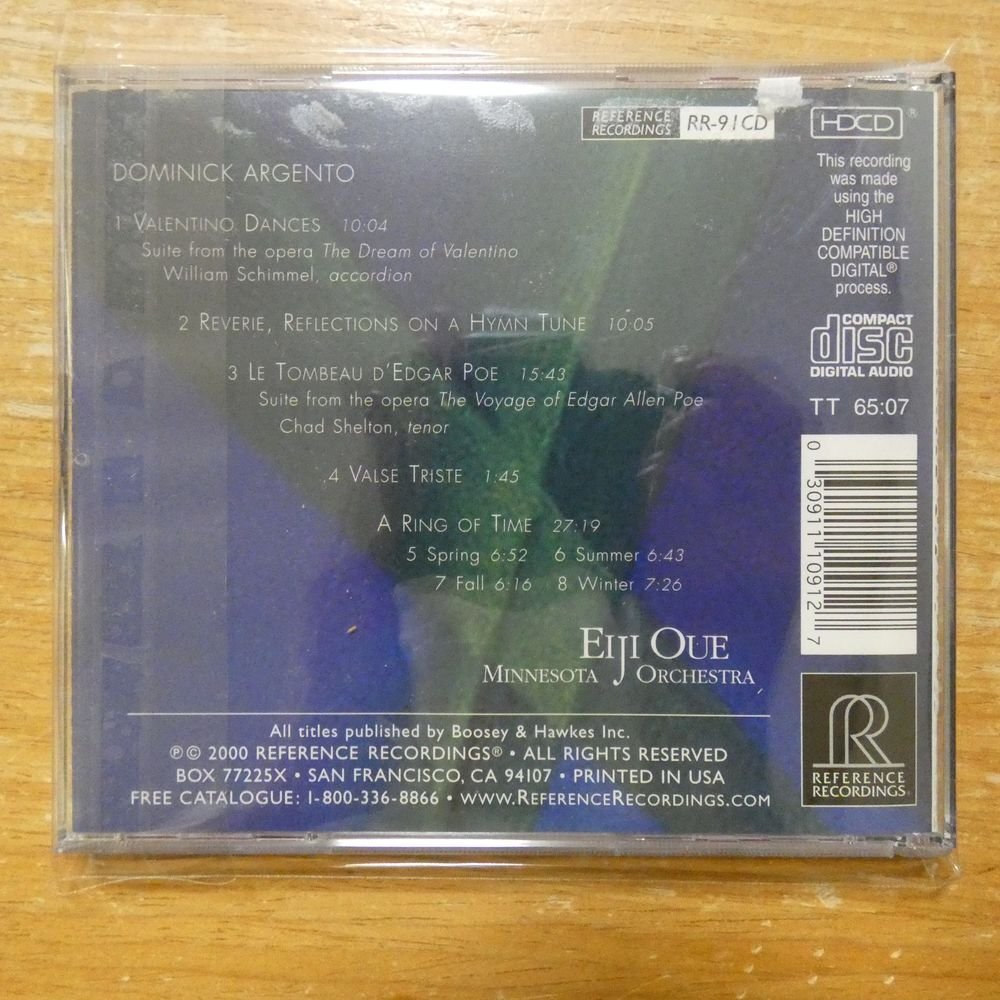 REFERENCE RECORDINGS RR-91CD
HDCD®
DOMINICK ARGENTO
1 VALENTINO DANCES 10:04
Suite from the opera The Dream of Valentino
William Schimmel, accordion
2 REVERIE, REFLECTIONS ON A HYMN TUNE 10:05
3 LE TOMBEAU D'EDGAR POE 15:43
Suite from the opera The Voyage of Edgar Allen Poe
Chad Shelton, tenor
4 VALSE TRISTE 1:45
A RING OF TIME 27:19
5 Spring 6:52 6 Summer 6:43
7 Fall 6:16 8 Winter 7:26
EIJI OUE
MINNESOTA ORCHESTRA
All titles published by Boosey & Hawkes Inc.
℗© 2000 REFERENCE RECORDINGS® • ALL RIGHTS RESERVED
BOX 77225X • SAN FRANCISCO, CA 94107 • PRINTED IN USA
FREE CATALOGUE: 1-800-336-8866 • WWW.REFERENCERECORDINGS.COM
This recording
was made
using the
HIGH
DEFINITION
COMPATIBLE
DIGITAL®
process.
COMPACT
disc
DIGITAL AUDIO
TT 65:07
0 30911 10912 7
RR
REFERENCE
RECORDINGS